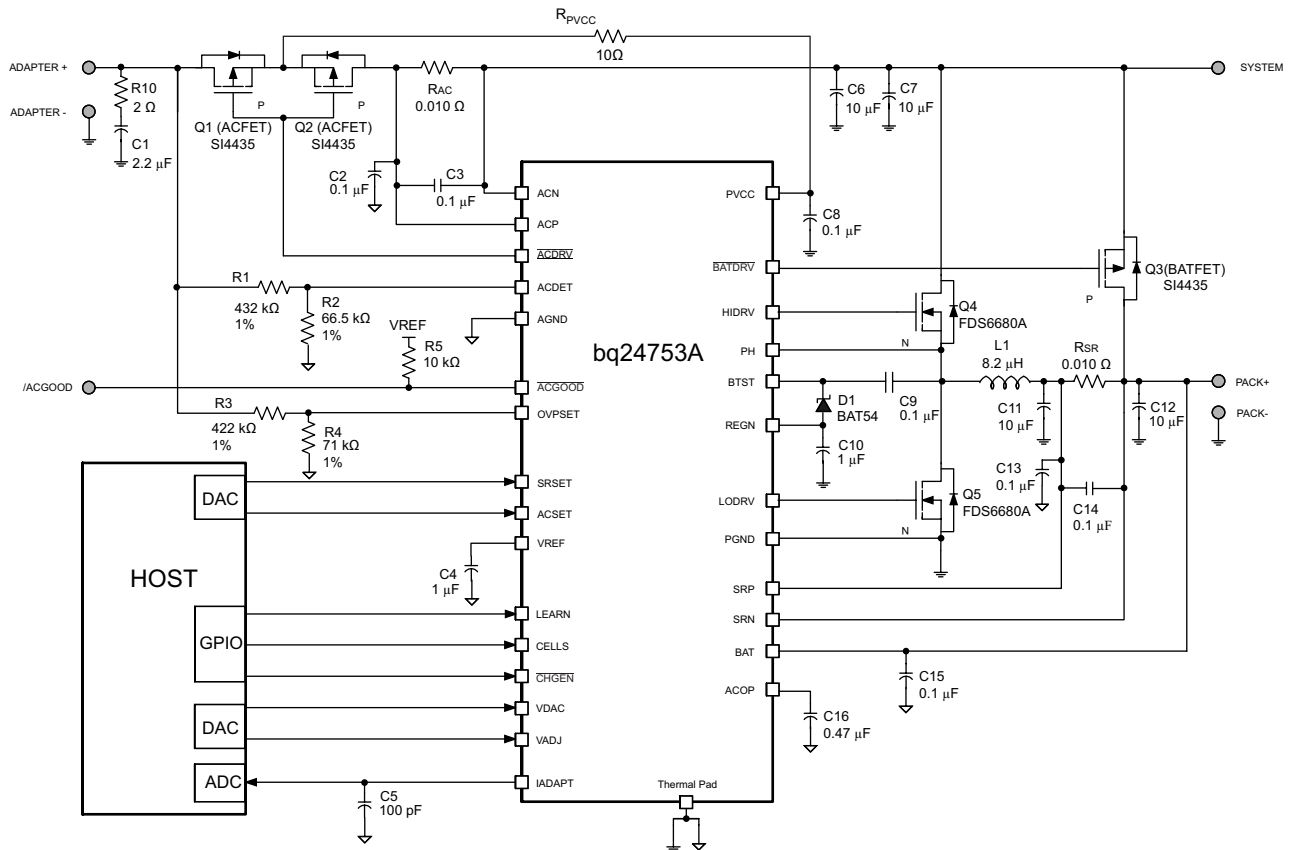 R_PVCC
10Ω
ADAPTER +
ADAPTER -
R10
2 Ω
C1
2.2 µF
P
Q1 (ACFET)
SI4435
P
Q2 (ACFET)
SI4435
RAC
0.010 Ω
C6
10 µF
C7
10 µF
SYSTEM
C2
0.1 µF
C3
0.1 µF
C8
0.1 µF
ACN
ACP
ACDRV
ACDET
AGND
ACGOOD
OVPSET
SRSET
ACSET
VREF
LEARN
CELLS
CHGEN
VDAC
VADJ
IADAPT
bq24753A
PVCC
BATDRV
HIDRV
PH
BTST
REGN
LODRV
PGND
SRP
SRN
BAT
ACOP
Thermal Pad
R1
432 kΩ
1%
R2
66.5 kΩ
1%
VREF
R5
10 kΩ
/ACGOOD
R3
422 kΩ
1%
R4
71 kΩ
1%
C4
1 µF
HOST
DAC
GPIO
DAC
ADC
C5
100 pF
Q3(BATFET)
SI4435
P
Q4
FDS6680A
N
L1
8.2 µH
RSR
0.010 Ω
PACK+
PACK-
D1
BAT54
C9
0.1 µF
C10
1 µF
C11
10 µF
C12
10 µF
C13
0.1 µF
C14
0.1 µF
Q5
FDS6680A
N
C15
0.1 µF
C16
0.47 µF